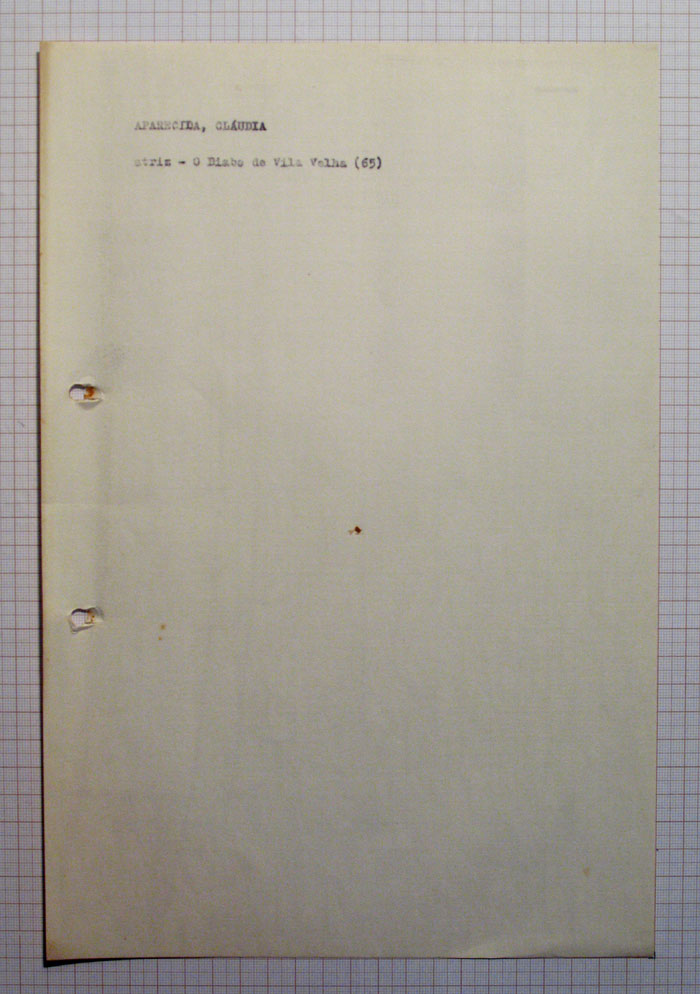 APARECIDA, CLÁUDIA
atriz - O Diabo de Vila Velha (65)